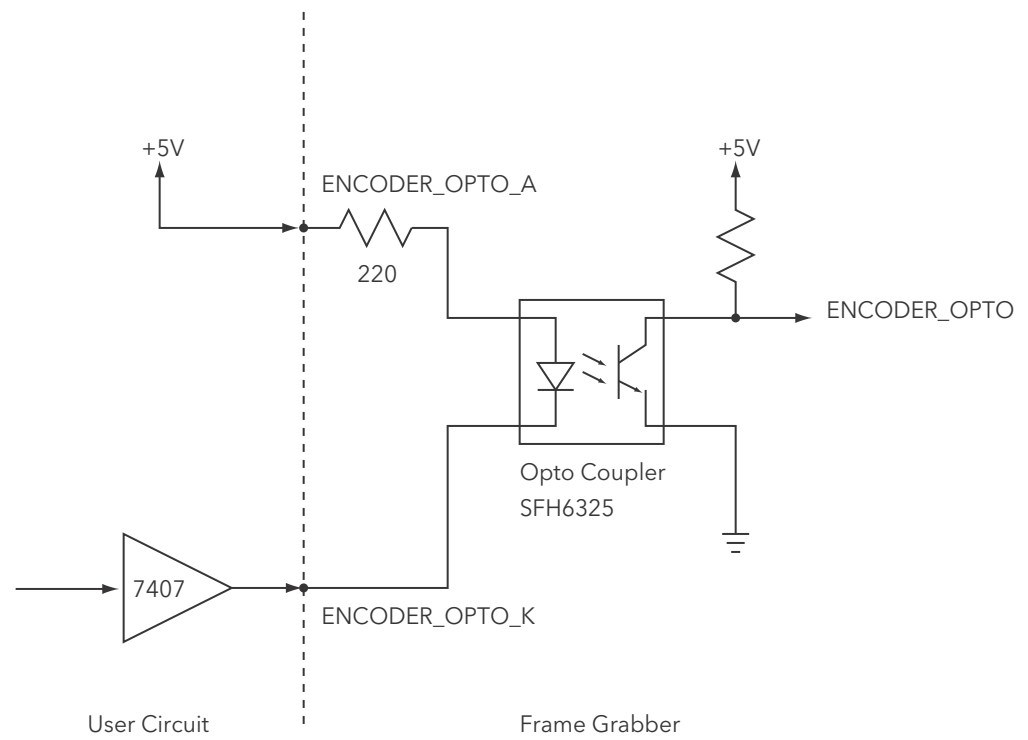 +5V
+5V
ENCODER_OPTO_A
220
ENCODER_OPTO
Opto Coupler
SFH6325
7407
ENCODER_OPTO_K
User Circuit
Frame Grabber